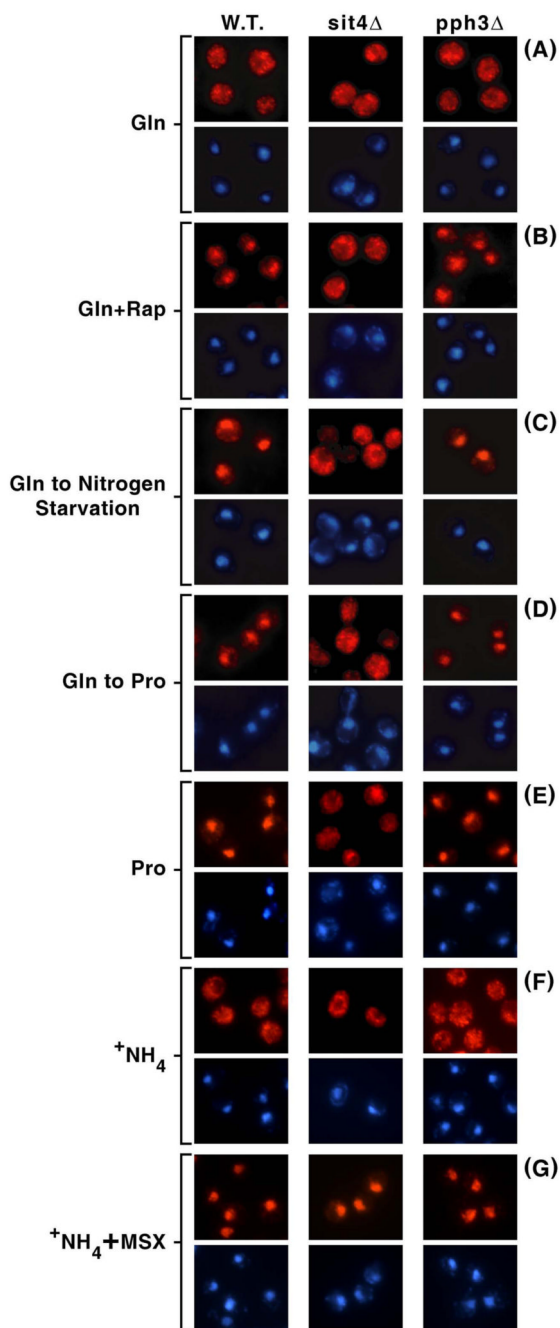 W.T. sit4Δ pph3Δ
(A)
Gln
(B)
Gln+Rap
(C)
Gln to Nitrogen
Starvation
(D)
Gln to Pro
(E)
Pro
(F)
⁺NH₄
(G)
⁺NH₄+MSX